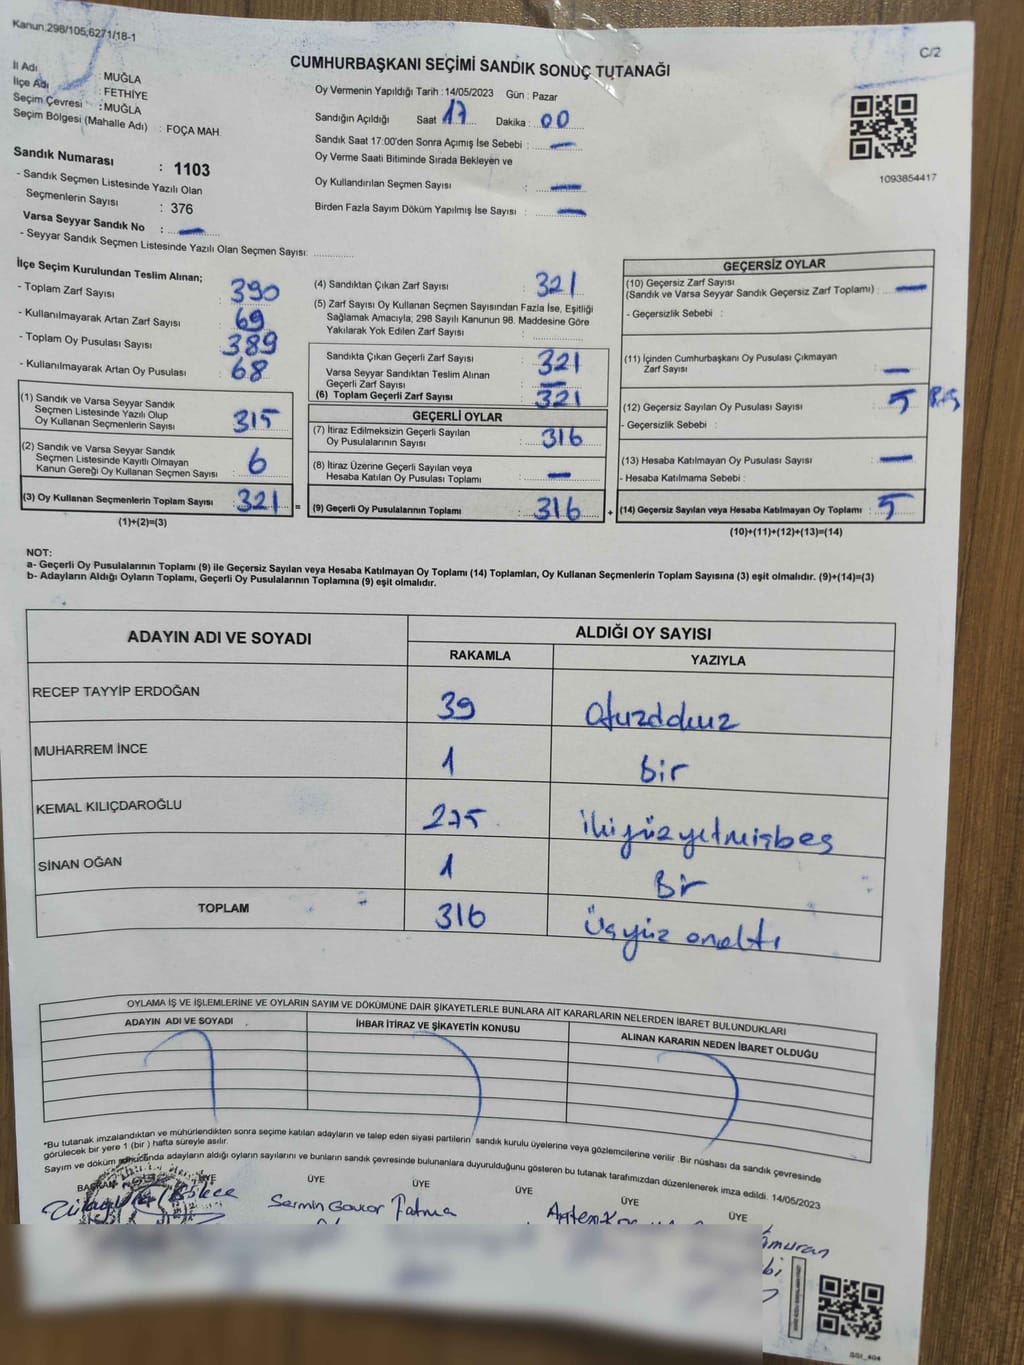 Kanun;298/105;6271/18-1
C/2
CUMHURBAŞKANI SEÇİMİ SANDIK SONUÇ TUTANAĞI
İl Adı : MUĞLA
İlçe Adı : FETHİYE
Seçim Çevresi : MUĞLA
Seçim Bölgesi (Mahalle Adı) : FOÇA MAH.
Sandık Numarası : 1103
- Sandık Seçmen Listesinde Yazılı Olan
Seçmenlerin Sayısı : 376
Varsa Seyyar Sandık No : —
- Seyyar Sandık Seçmen Listesinde Yazılı Olan Seçmen Sayısı: ..............
Oy Vermenin Yapıldığı Tarih : 14/05/2023 Gün : Pazar
Sandığın Açıldığı Saat 17 Dakika : 00
Sandık Saat 17:00'den Sonra Açımış İse Sebebi : —
Oy Verme Saati Bitiminde Sırada Bekleyen ve
Oy Kullandırılan Seçmen Sayısı : —
Birden Fazla Sayım Döküm Yapılmış İse Sayısı : —
1093854417
İlçe Seçim Kurulundan Teslim Alınan;
- Toplam Zarf Sayısı : 390
- Kullanılmayarak Artan Zarf Sayısı : 69
- Toplam Oy Pusulası Sayısı : 389
- Kullanılmayarak Artan Oy Pusulası : 68
(1) Sandık ve Varsa Seyyar Sandık
Seçmen Listesinde Yazılı Olup
Oy Kullanan Seçmenlerin Sayısı : 315
(2) Sandık ve Varsa Seyyar Sandık
Seçmen Listesinde Kayıtlı Olmayan
Kanun Gereği Oy Kullanan Seçmen Sayısı : 6
(3) Oy Kullanan Seçmenlerin Toplam Sayısı : 321 =
(1)+(2)=(3)
(4) Sandıktan Çıkan Zarf Sayısı : 321
(5) Zarf Sayısı Oy Kullanan Seçmen Sayısından Fazla İse, Eşitliği
Sağlamak Amacıyla; 298 Sayılı Kanunun 98. Maddesine Göre
Yakılarak Yok Edilen Zarf Sayısı :
Sandıkta Çıkan Geçerli Zarf Sayısı : 321
Varsa Seyyar Sandıktan Teslim Alınan
Geçerli Zarf Sayısı : —
(6) Toplam Geçerli Zarf Sayısı : 321
GEÇERLİ OYLAR
(7) İtiraz Edilmeksizin Geçerli Sayılan
Oy Pusulalarının Sayısı : 316
(8) İtiraz Üzerine Geçerli Sayılan veya
Hesaba Katılan Oy Pusulası Toplamı : —
(9) Geçerli Oy Pusulalarının Toplamı : 316 +
GEÇERSİZ OYLAR
(10) Geçersiz Zarf Sayısı
(Sandık ve Varsa Seyyar Sandık Geçersiz Zarf Toplamı) : —
- Geçersizlik Sebebi :
(11) İçinden Cumhurbaşkanı Oy Pusulası Çıkmayan
Zarf Sayısı : —
(12) Geçersiz Sayılan Oy Pusulası Sayısı : 5 Beş
- Geçersizlik Sebebi :
(13) Hesaba Katılmayan Oy Pusulası Sayısı : —
- Hesaba Katılmama Sebebi :
(14) Geçersiz Sayılan veya Hesaba Katılmayan Oy Toplamı : 5
(10)+(11)+(12)+(13)=(14)
NOT:
a- Geçerli Oy Pusulalarının Toplamı (9) ile Geçersiz Sayılan veya Hesaba Katılmayan Oy Toplamı (14) Toplamları, Oy Kullanan Seçmenlerin Toplam Sayısına (3) eşit olmalıdır. (9)+(14)=(3)
b- Adayların Aldığı Oyların Toplamı, Geçerli Oy Pusulalarının Toplamına (9) eşit olmalıdır.
ADAYIN ADI VE SOYADI ALDIĞI OY SAYISI
RAKAMLA YAZIYLA
RECEP TAYYİP ERDOĞAN 39 otuzdokuz
MUHARREM İNCE 1 bir
KEMAL KILIÇDAROĞLU 275 ikiyüzyetmişbeş
SİNAN OĞAN 1 Bir
TOPLAM 316 üçyüz onaltı
OYLAMA İŞ VE İŞLEMLERİNE VE OYLARIN SAYIM VE DÖKÜMÜNE DAİR ŞİKAYETLERLE BUNLARA AİT KARARLARIN NELERDEN İBARET BULUNDUKLARI
ADAYIN ADI VE SOYADI İHBAR İTİRAZ VE ŞİKAYETİN KONUSU ALINAN KARARIN NEDEN İBARET OLDUĞU
*Bu tutanak imzalandıktan ve mühürlendikten sonra seçime katılan adayların ve talep eden siyasi partilerin sandık kurulu üyelerine veya gözlemcilerine verilir .Bir nüshası da sandık çevresinde
görülecek bir yere 1 (bir ) hafta süreyle asılır.
Sayım ve döküm sonucunda adayların aldığı oyların sayılarını ve bunların sandık çevresinde bulunanlara duyurulduğunu gösteren bu tutanak tarafımızdan düzenlenerek imza edildi. 14/05/2023
BAŞKAN ÜYE ÜYE ÜYE ÜYE ÜYE ÜYE
Fatma